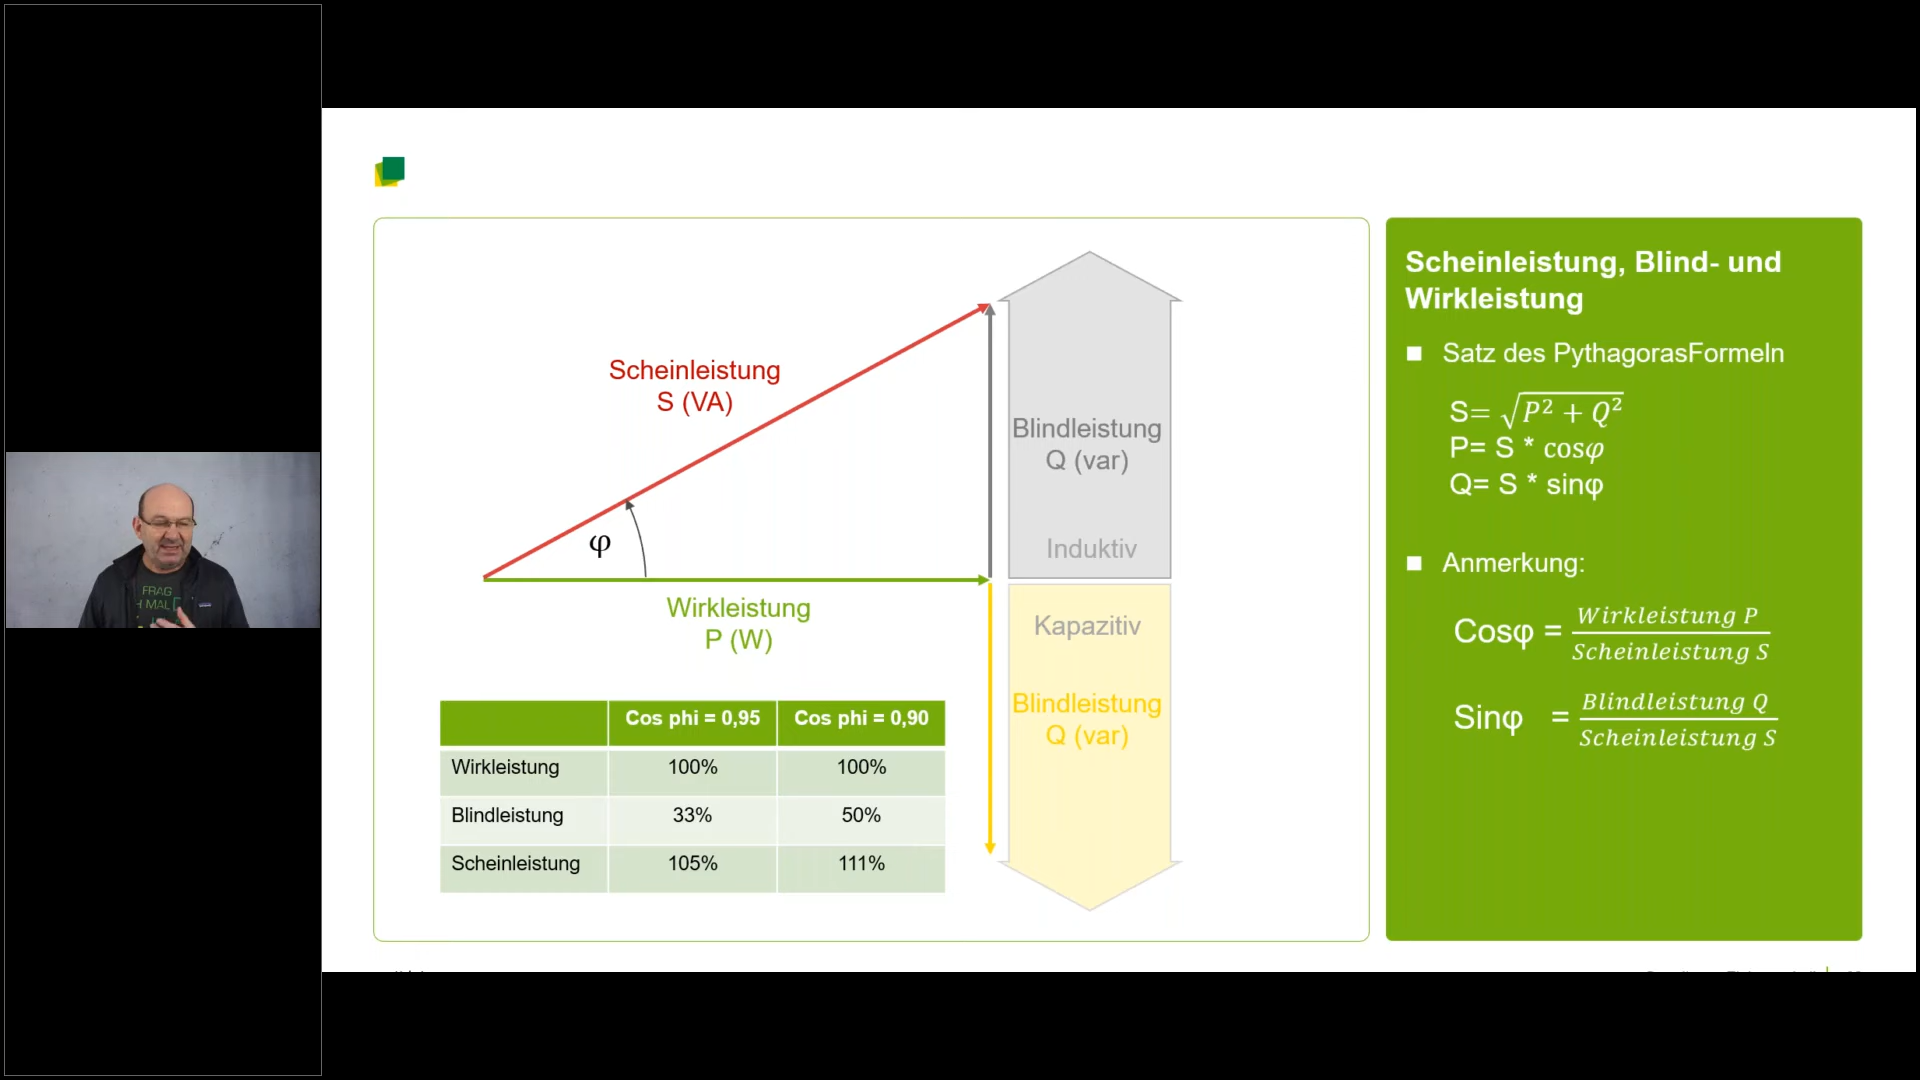 Scheinleistung
S (VA)
φ
Wirkleistung
P (W)
Blindleistung
Q (var)
Induktiv
Kapazitiv
Blindleistung
Q (var)
Cos phi = 0,95 Cos phi = 0,90
Wirkleistung 100% 100%
Blindleistung 33% 50%
Scheinleistung 105% 111%
Scheinleistung, Blind- und
Wirkleistung
Satz des PythagorasFormeln
S= √P² + Q²
P= S * cosφ
Q= S * sinφ
Anmerkung:
Cosφ = Wirkleistung P / Scheinleistung S
Sinφ = Blindleistung Q / Scheinleistung S
FRAG
MAL